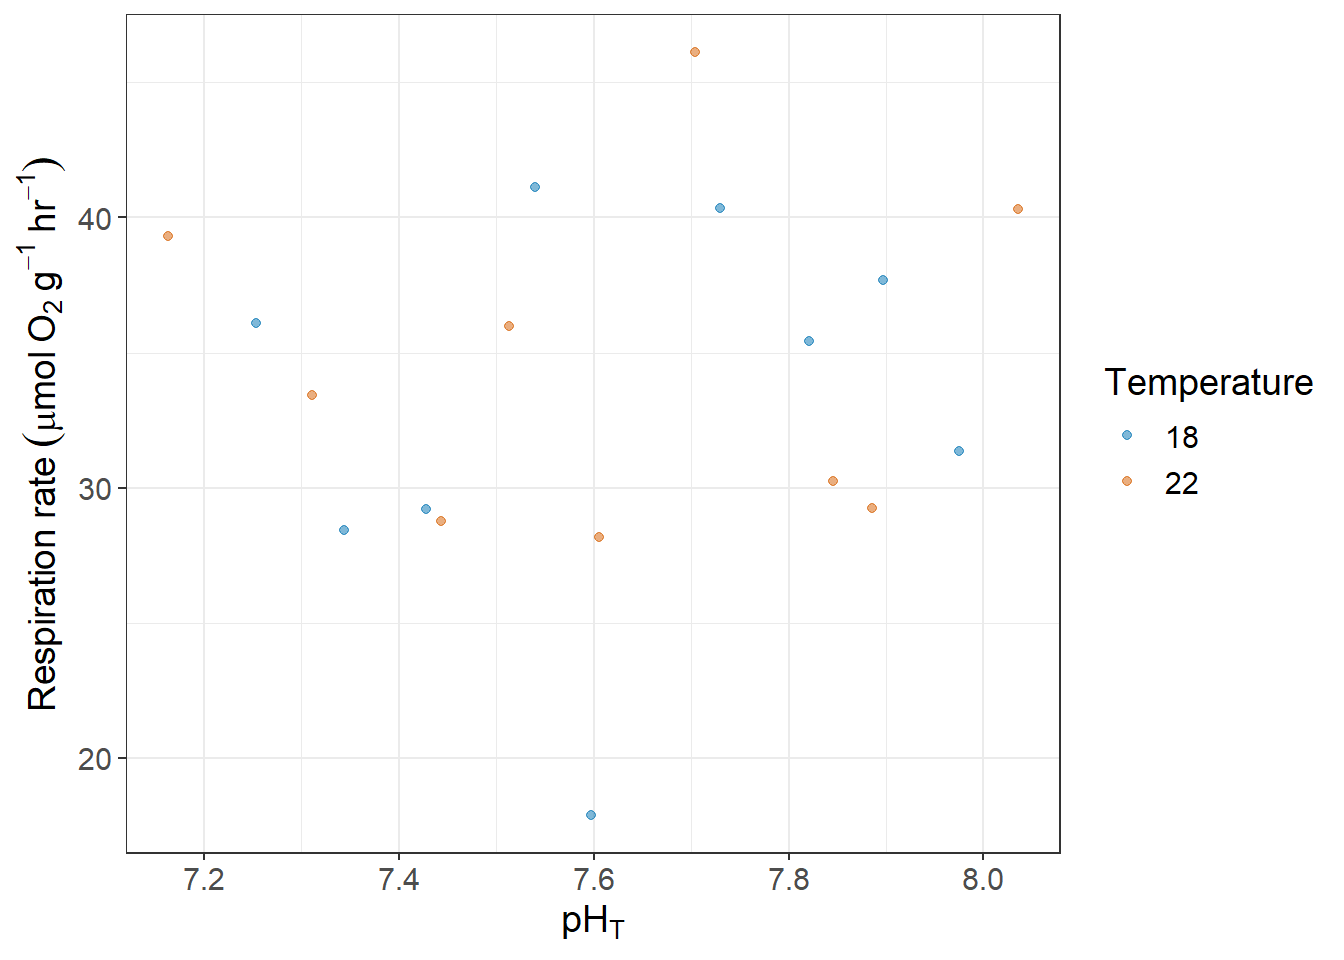 Respiration rate (μmol O₂ g⁻¹ hr⁻¹)
40
30
20
7.2 7.4 7.6 7.8 8.0
pH_T
Temperature
18
22